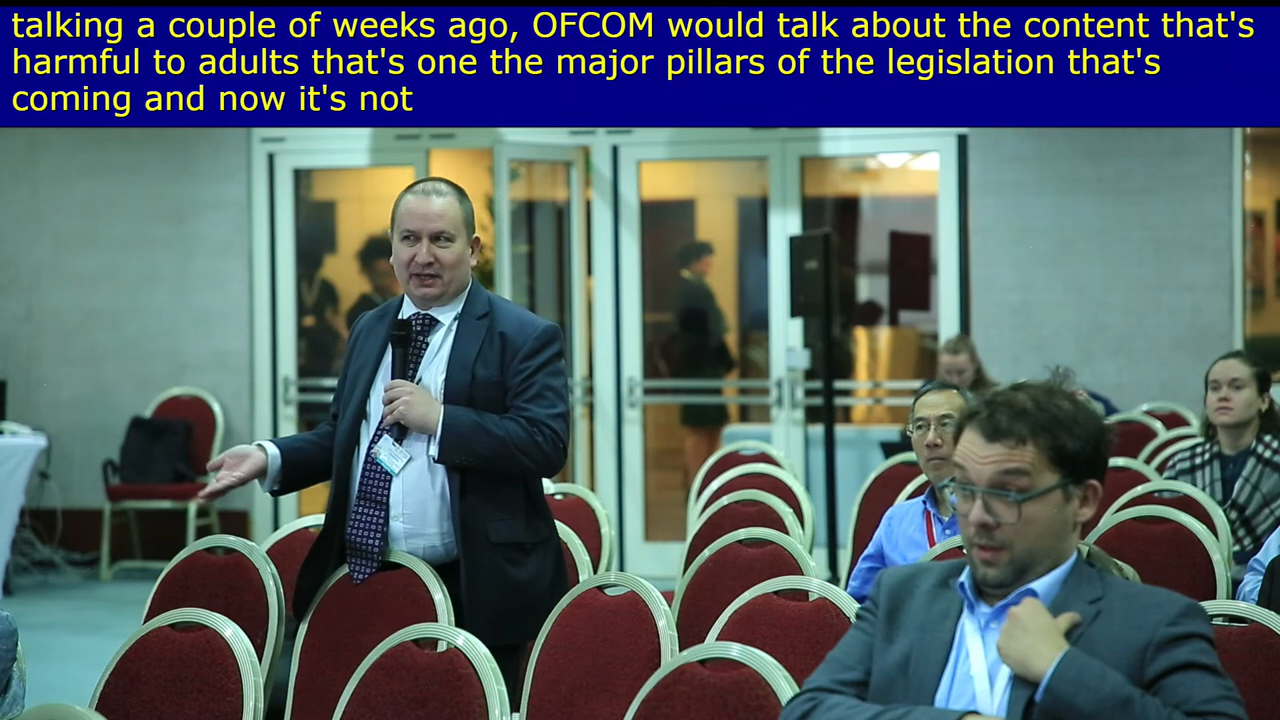 talking a couple of weeks ago, OFCOM would talk about the content that's
harmful to adults that's one the major pillars of the legislation that's
coming and now it's not